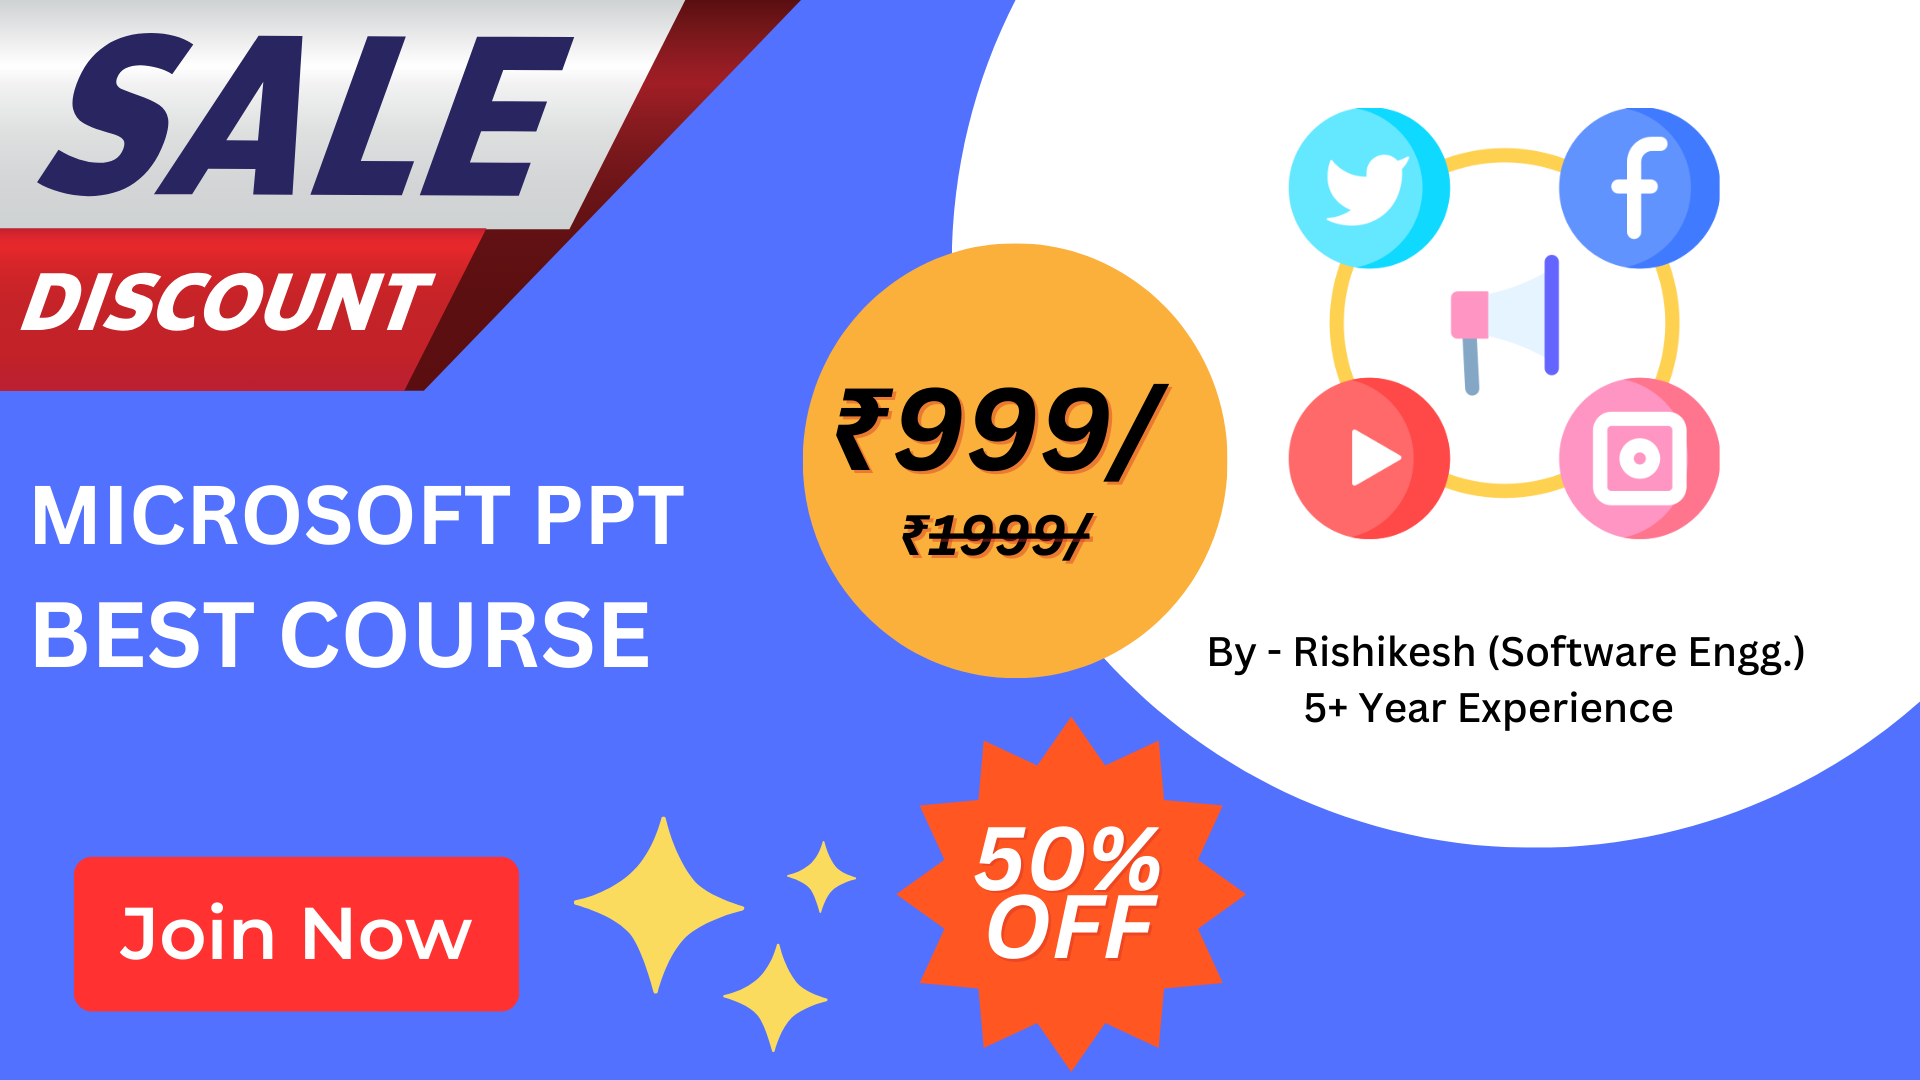 SALE
DISCOUNT
MICROSOFT PPT
BEST COURSE
₹999/
₹1999/
By - Rishikesh (Software Engg.)
5+ Year Experience
Join Now
50%
OFF